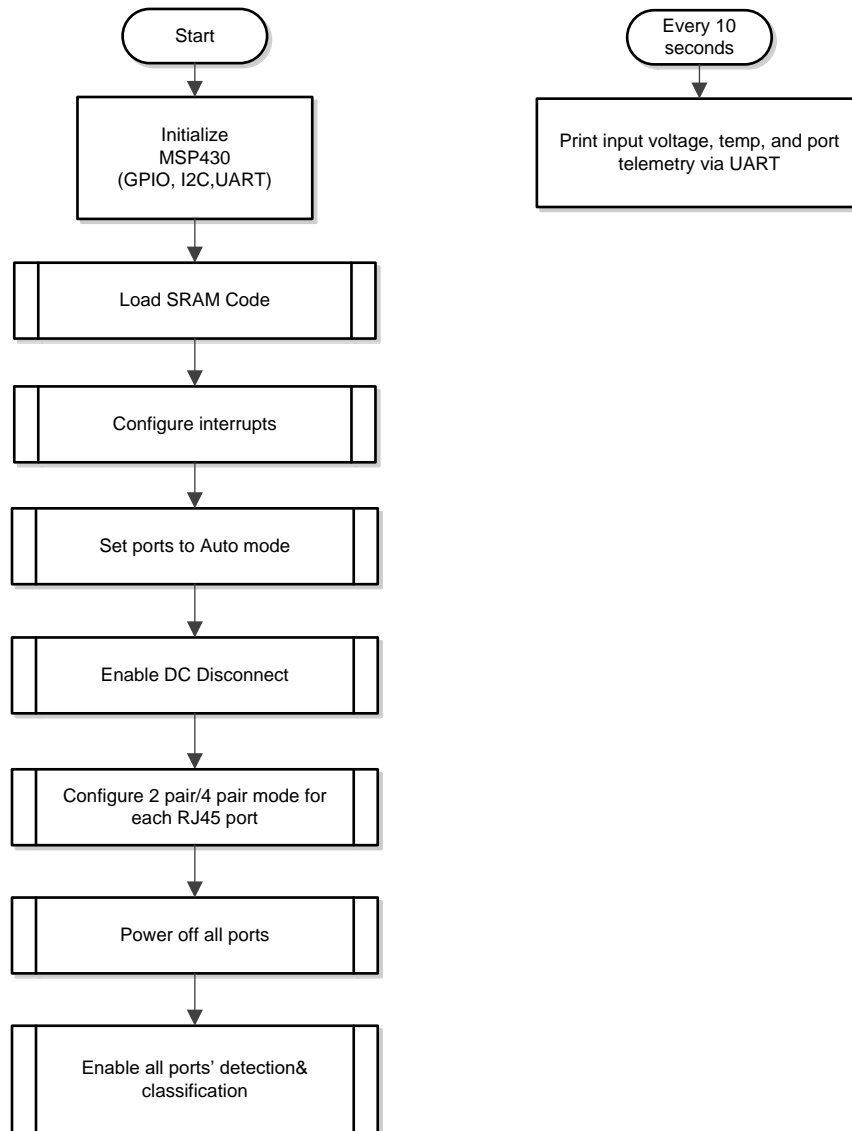 Start
Initialize
MSP430
(GPIO, I2C,UART)
Load SRAM Code
Configure interrupts
Set ports to Auto mode
Enable DC Disconnect
Configure 2 pair/4 pair mode for
each RJ45 port
Power off all ports
Enable all ports’ detection&
classification
Every 10
seconds
Print input voltage, temp, and port
telemetry via UART